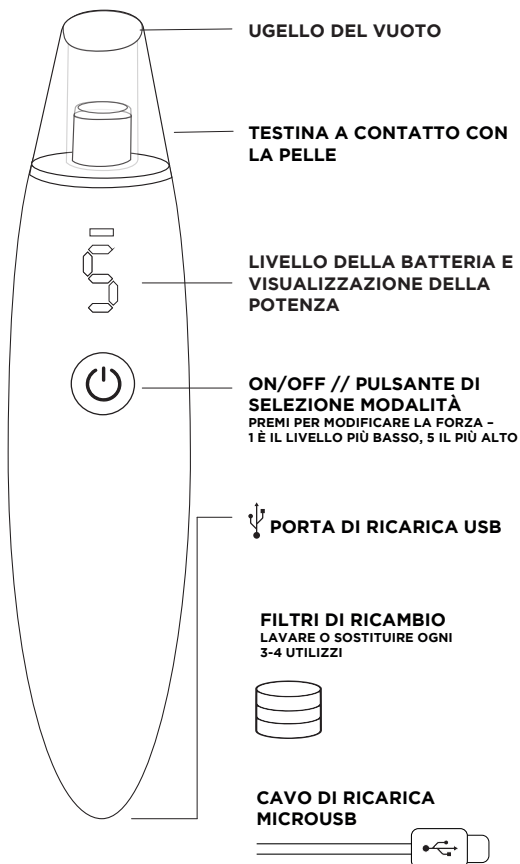 UGELLO DEL VUOTO
TESTINA A CONTATTO CON
LA PELLE
5
LIVELLO DELLA BATTERIA E
VISUALIZZAZIONE DELLA
POTENZA
ON/OFF // PULSANTE DI
SELEZIONE MODALITÀ
PREMI PER MODIFICARE LA FORZA –
1 È IL LIVELLO PIÙ BASSO, 5 IL PIÙ ALTO
PORTA DI RICARICA USB
FILTRI DI RICAMBIO
LAVARE O SOSTITUIRE OGNI
3-4 UTILIZZI
CAVO DI RICARICA
MICROUSB